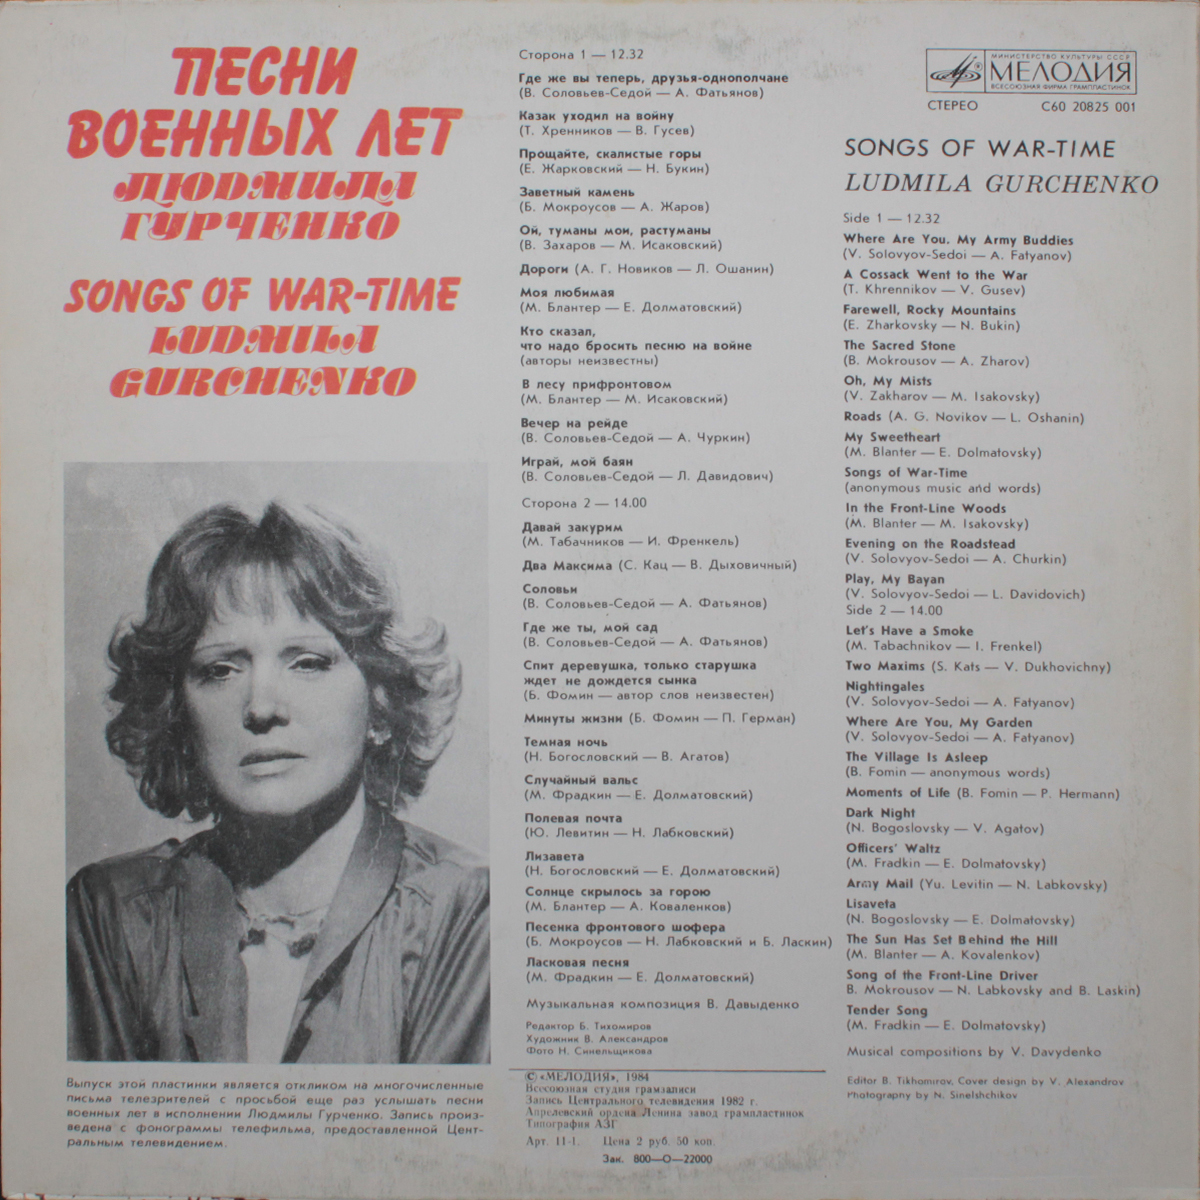 ПЕСНИ
ВОЕННЫХ ЛЕТ
ЛЮДМИЛА
ГУРЧЕНКО
SONGS OF WAR-TIME
LUDMILA
GURCHENKO
Выпуск этой пластинки является откликом на многочисленные
письма телезрителей с просьбой еще раз услышать песни
военных лет в исполнении Людмилы Гурченко. Запись произ-
ведена с фонограммы телефильма, предоставленной Цент-
ральным телевидением.
Сторона 1 — 12.32
Где же вы теперь, друзья-однополчане
(В. Соловьев-Седой — А. Фатьянов)
Казак уходил на войну
(Т. Хренников — В. Гусев)
Прощайте, скалистые горы
(Е. Жарковский — Н. Букин)
Заветный камень
(Б. Мокроусов — А. Жаров)
Ой, туманы мои, растуманы
(В. Захаров — М. Исаковский)
Дороги (А. Г. Новиков — Л. Ошанин)
Моя любимая
(М. Блантер — Е. Долматовский)
Кто сказал,
что надо бросить песню на войне
(авторы неизвестны)
В лесу прифронтовом
(М. Блантер — М. Исаковский)
Вечер на рейде
(В. Соловьев-Седой — А. Чуркин)
Играй, мой баян
(В. Соловьев-Седой — Л. Давидович)
Сторона 2 — 14.00
Давай закурим
(М. Табачников — И. Френкель)
Два Максима (С. Кац — В. Дыховичный)
Соловьи
(В. Соловьев-Седой — А. Фатьянов)
Где же ты, мой сад
(В. Соловьев-Седой — А. Фатьянов)
Спит деревушка, только старушка
ждет не дождется сынка
(Б. Фомин — автор слов неизвестен)
Минуты жизни (Б. Фомин — П. Герман)
Темная ночь
(Н. Богословский — В. Агатов)
Случайный вальс
(М. Фрадкин — Е. Долматовский)
Полевая почта
(Ю. Левитин — Н. Лабковский)
Лизавета
(Н. Богословский — Е. Долматовский)
Солнце скрылось за горою
(М. Блантер — А. Коваленков)
Песенка фронтового шофера
(Б. Мокроусов — Н. Лабковский и Б. Ласкин)
Ласковая песня
(М. Фрадкин — Е. Долматовский)
Музыкальная композиция В. Давыденко
Редактор Б. Тихомиров
Художник В. Александров
Фото Н. Синельщикова
© «МЕЛОДИЯ», 1984
Всесоюзная студия грамзаписи
Запись Центрального телевидения 1982 г.
Апрелевский ордена Ленина завод грампластинок
Типография АЗГ
Арт. 11-1. Цена 2 руб. 50 коп.
Зак. 800—О—22000
МИНИСТЕРСТВО КУЛЬТУРЫ СССР
МЕЛОДИЯ
ВСЕСОЮЗНАЯ ФИРМА ГРАМПЛАСТИНОК
СТЕРЕО С60 20825 001
SONGS OF WAR-TIME
LUDMILA GURCHENKO
Side 1 — 12.32
Where Are You, My Army Buddies
(V. Solovyov-Sedoi — A. Fatyanov)
A Cossack Went to the War
(T. Khrennikov — V. Gusev)
Farewell, Rocky Mountains
(E. Zharkovsky — N. Bukin)
The Sacred Stone
(B. Mokrousov — A. Zharov)
Oh, My Mists
(V. Zakharov — M. Isakovsky)
Roads (A. G. Novikov — L. Oshanin)
My Sweetheart
(M. Blanter — E. Dolmatovsky)
Songs of War-Time
(anonymous music and words)
In the Front-Line Woods
(M. Blanter — M. Isakovsky)
Evening on the Roadstead
(V. Solovyov-Sedoi — A. Churkin)
Play, My Bayan
(V. Solovyov-Sedoi — L. Davidovich)
Side 2 — 14.00
Let's Have a Smoke
(M. Tabachnikov — I. Frenkel)
Two Maxims (S. Kats — V. Dukhovichny)
Nightingales
(V. Solovyov-Sedoi — A. Fatyanov)
Where Are You, My Garden
(V. Solovyov-Sedoi — A. Fatyanov)
The Village Is Asleep
(B. Fomin — anonymous words)
Moments of Life (B. Fomin — P. Hermann)
Dark Night
(N. Bogoslovsky — V. Agatov)
Officers' Waltz
(M. Fradkin — E. Dolmatovsky)
Army Mail (Yu. Levitin — N. Labkovsky)
Lisaveta
(N. Bogoslovsky — E. Dolmatovsky)
The Sun Has Set Behind the Hill
(M. Blanter — A. Kovalenkov)
Song of the Front-Line Driver
B. Mokrousov — N. Labkovsky and B. Laskin)
Tender Song
(M. Fradkin — E. Dolmatovsky)
Musical compositions by V. Davydenko
Editor B. Tikhomirov, Cover design by V. Alexandrov
Photography by N. Sinelshchikov